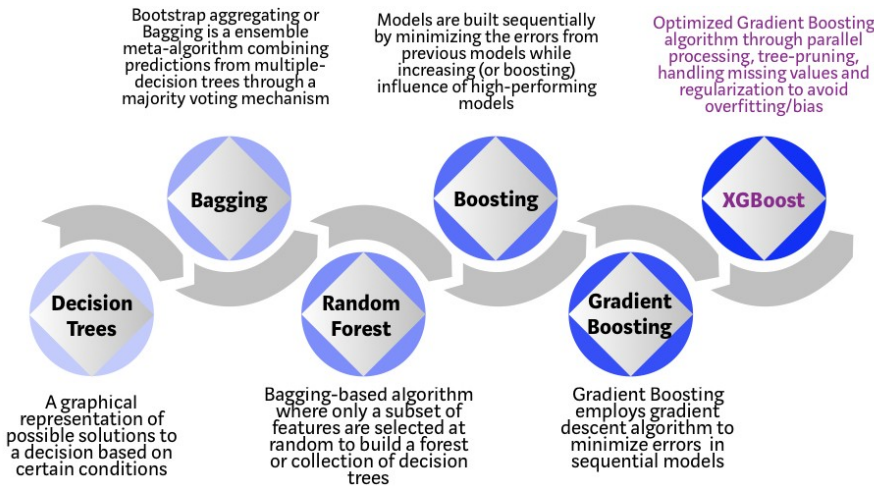 Bootstrap aggregating or
Bagging is a ensemble
meta-algorithm combining
predictions from multiple-
decision trees through a
majority voting mechanism
Models are built sequentially
by minimizing the errors from
previous models while
increasing (or boosting)
influence of high-performing
models
Optimized Gradient Boosting
algorithm through parallel
processing, tree-pruning,
handling missing values and
regularization to avoid
overfitting/bias
Bagging
Boosting
XGBoost
Decision
Trees
Random
Forest
Gradient
Boosting
A graphical
representation of
possible solutions to
a decision based on
certain conditions
Bagging-based algorithm
where only a subset of
features are selected at
random to build a forest
or collection of decision
trees
Gradient Boosting
employs gradient
descent algorithm to
minimize errors in
sequential models